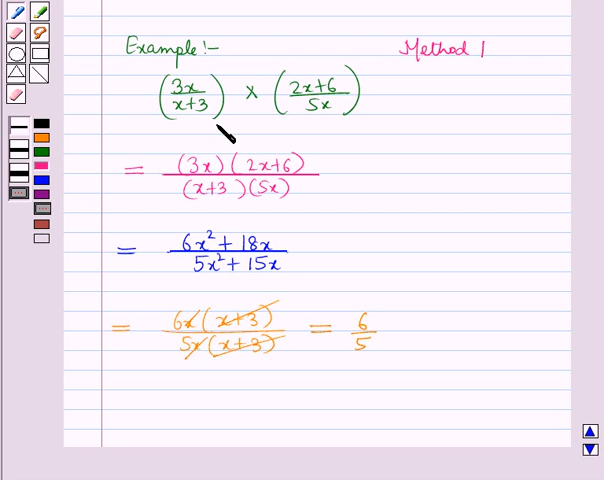 Example:- Method 1
(3x/x+3) × (2x+6/5x)
= (3x)(2x+6)/(x+3)(5x)
= 6x²+18x/5x²+15x
= 6x(x+3)/5x(x+3) = 6/5